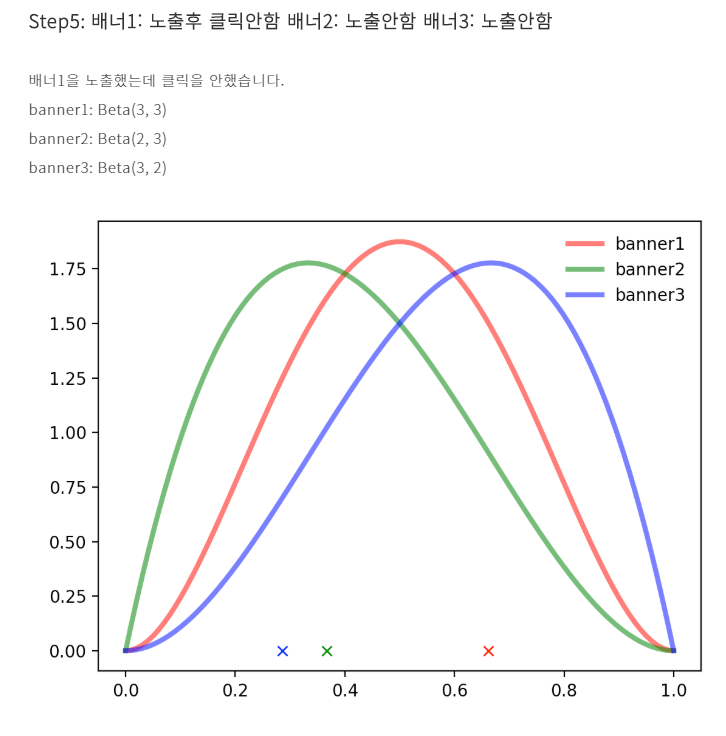 Step5: 배너1: 노출후 클릭안함 배너2: 노출안함 배너3: 노출안함
배너1을 노출했는데 클릭을 안했습니다.
banner1: Beta(3, 3)
banner2: Beta(2, 3)
banner3: Beta(3, 2)
banner1
banner2
banner3
1.75
1.50
1.25
1.00
0.75
0.50
0.25
0.00
0.0 0.2 0.4 0.6 0.8 1.0